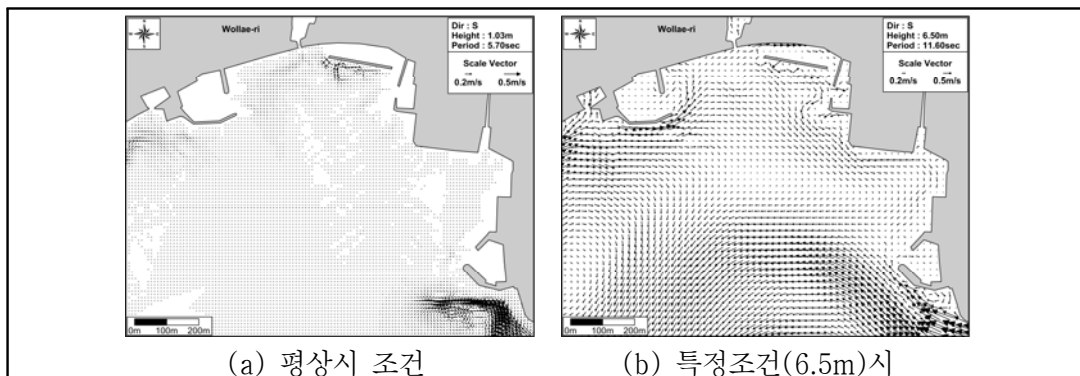 Wollae-ri
Dir : S
Height : 1.03m
Period : 5.70sec
Scale Vector
0.2m/s 0.5m/s
0m 100m 200m
Wollae-ri
Dir : S
Height : 6.50m
Period : 11.60sec
Scale Vector
0.2m/s 0.5m/s
0m 100m 200m
(a) 평상시 조건
(b) 특정조건(6.5m)시